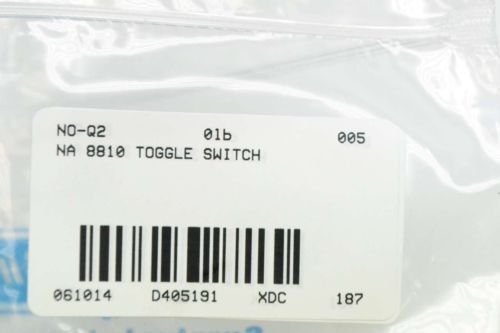 NO-Q2 01b 005
NA 8810 TOGGLE SWITCH
061014 D405191 XDC 187